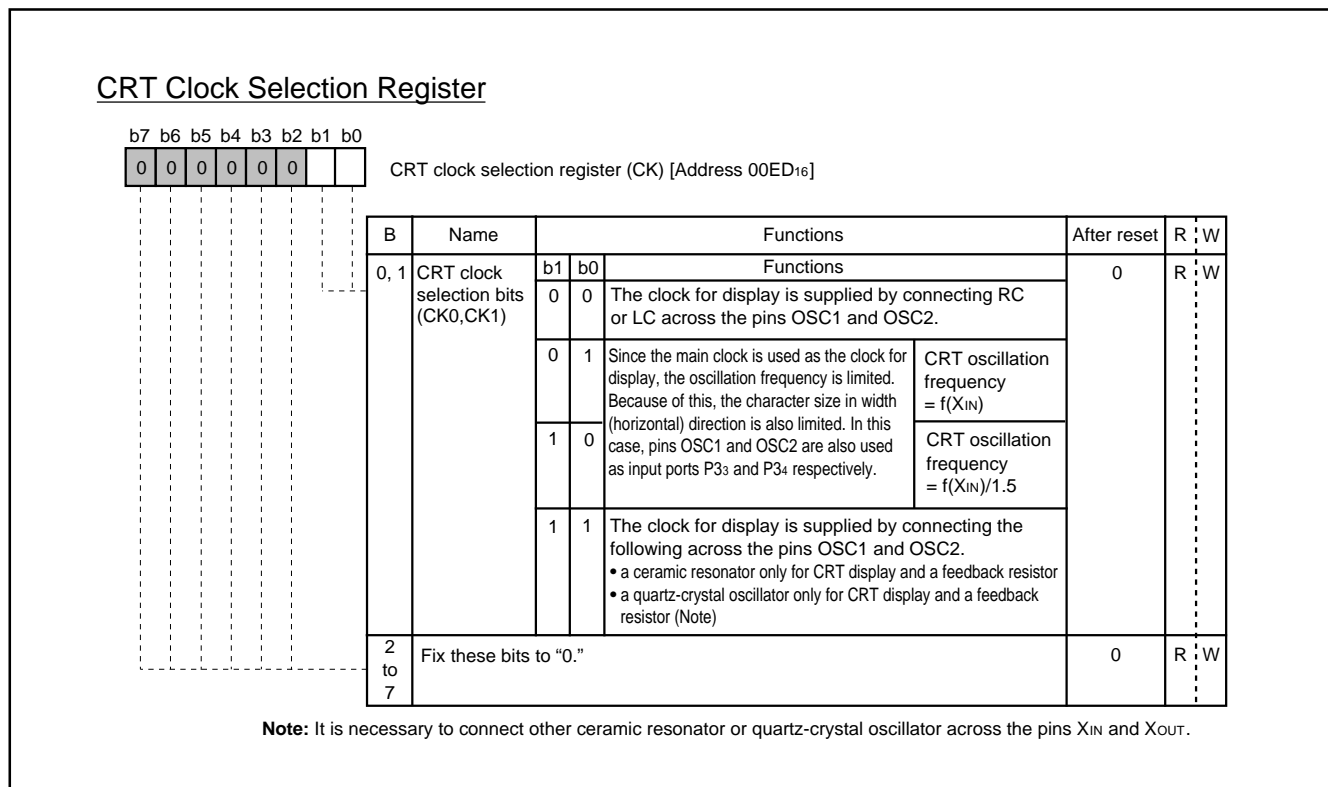 CRT Clock Selection Register
b7 b6 b5 b4 b3 b2 b1 b0
0 0 0 0 0 0
CRT clock selection register (CK) [Address 00ED16]
B Name Functions After reset R W
0, 1 CRT clock selection bits (CK0,CK1) b1 b0 Functions 0 R W
0 0 The clock for display is supplied by connecting RC
or LC across the pins OSC1 and OSC2.
0 1 Since the main clock is used as the clock for
display, the oscillation frequency is limited.
Because of this, the character size in width
(horizontal) direction is also limited. In this
case, pins OSC1 and OSC2 are also used
as input ports P33 and P34 respectively.
CRT oscillation
frequency
= f(XIN)
1 0
CRT oscillation
frequency
= f(XIN)/1.5
1 1 The clock for display is supplied by connecting the
following across the pins OSC1 and OSC2.
• a ceramic resonator only for CRT display and a feedback resistor
• a quartz-crystal oscillator only for CRT display and a feedback
resistor (Note)
2
to
7
Fix these bits to “0.” 0 R W
Note: It is necessary to connect other ceramic resonator or quartz-crystal oscillator across the pins XIN and XOUT.